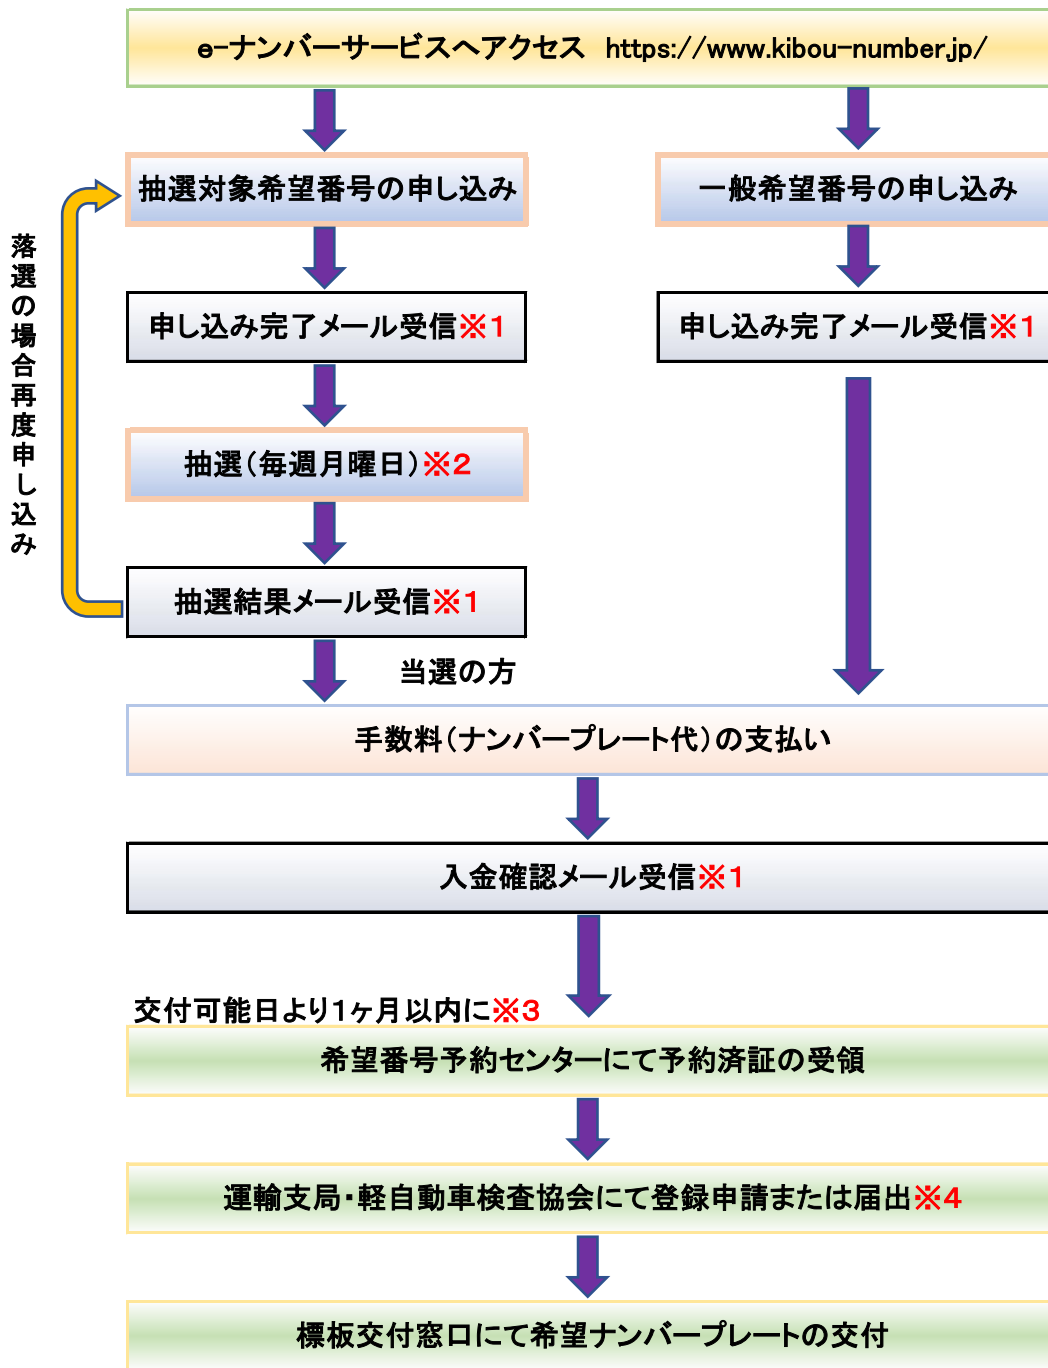 e-ナンバーサービスへアクセス https://www.kibou-number.jp/
抽選対象希望番号の申し込み
一般希望番号の申し込み
落選の場合再度申し込み
申し込み完了メール受信※1
申し込み完了メール受信※1
抽選（毎週月曜日）※2
抽選結果メール受信※1
当選の方
手数料（ナンバープレート代）の支払い
入金確認メール受信※1
交付可能日より1ヶ月以内に※3
希望番号予約センターにて予約済証の受領
運輸支局・軽自動車検査協会にて登録申請または届出※4
標板交付窓口にて希望ナンバープレートの交付